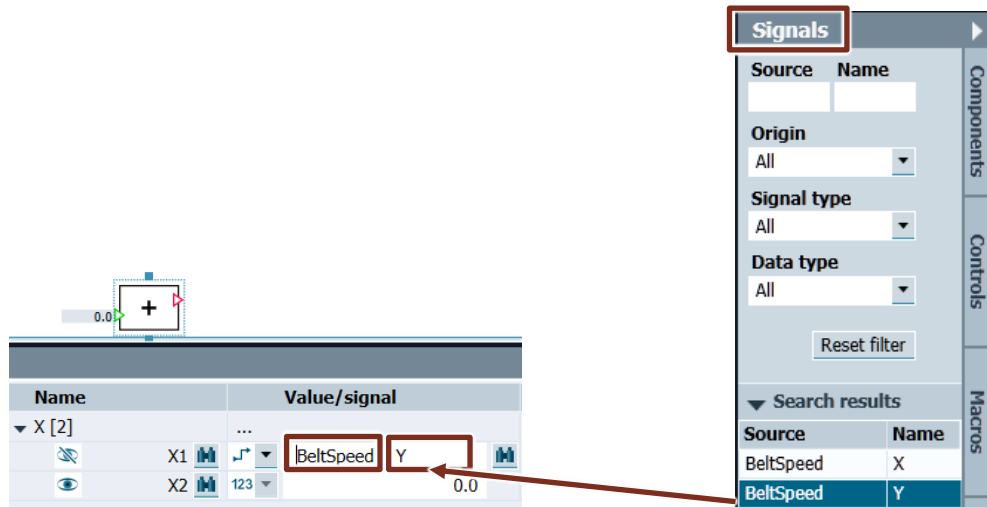 0.0
+
Name Value/signal
X [2] ...
X1 BeltSpeed Y
X2 123 0.0
Signals
Source Name
Origin
All
Signal type
All
Data type
All
Reset filter
Search results
Source Name
BeltSpeed X
BeltSpeed Y
Components
Controls
Macros